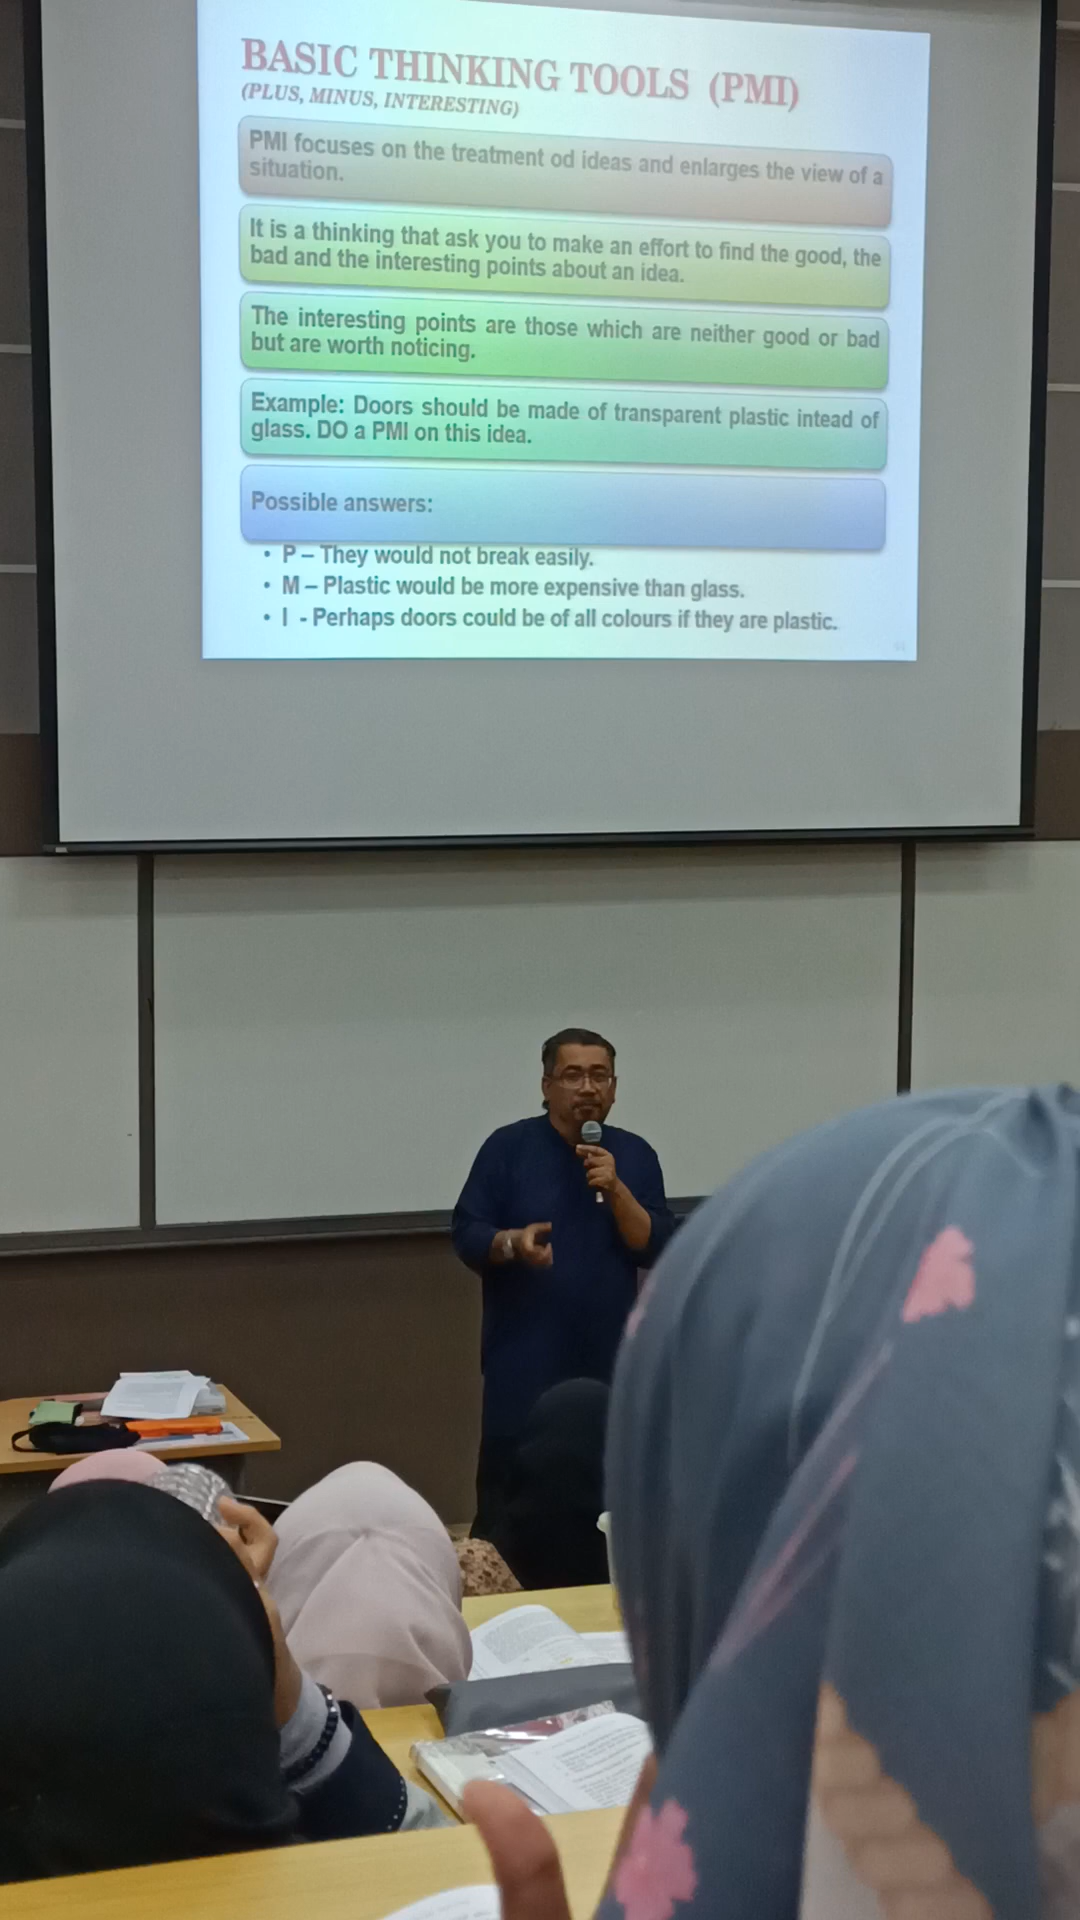 BASIC THINKING TOOLS (PMI)
(PLUS, MINUS, INTERESTING)
PMI focuses on the treatment od ideas and enlarges the view of a
situation.
It is a thinking that ask you to make an effort to find the good, the
bad and the interesting points about an idea.
The interesting points are those which are neither good or bad
but are worth noticing.
Example: Doors should be made of transparent plastic intead of
glass. DO a PMI on this idea.
Possible answers:
• P – They would not break easily.
• M – Plastic would be more expensive than glass.
• I - Perhaps doors could be of all colours if they are plastic.